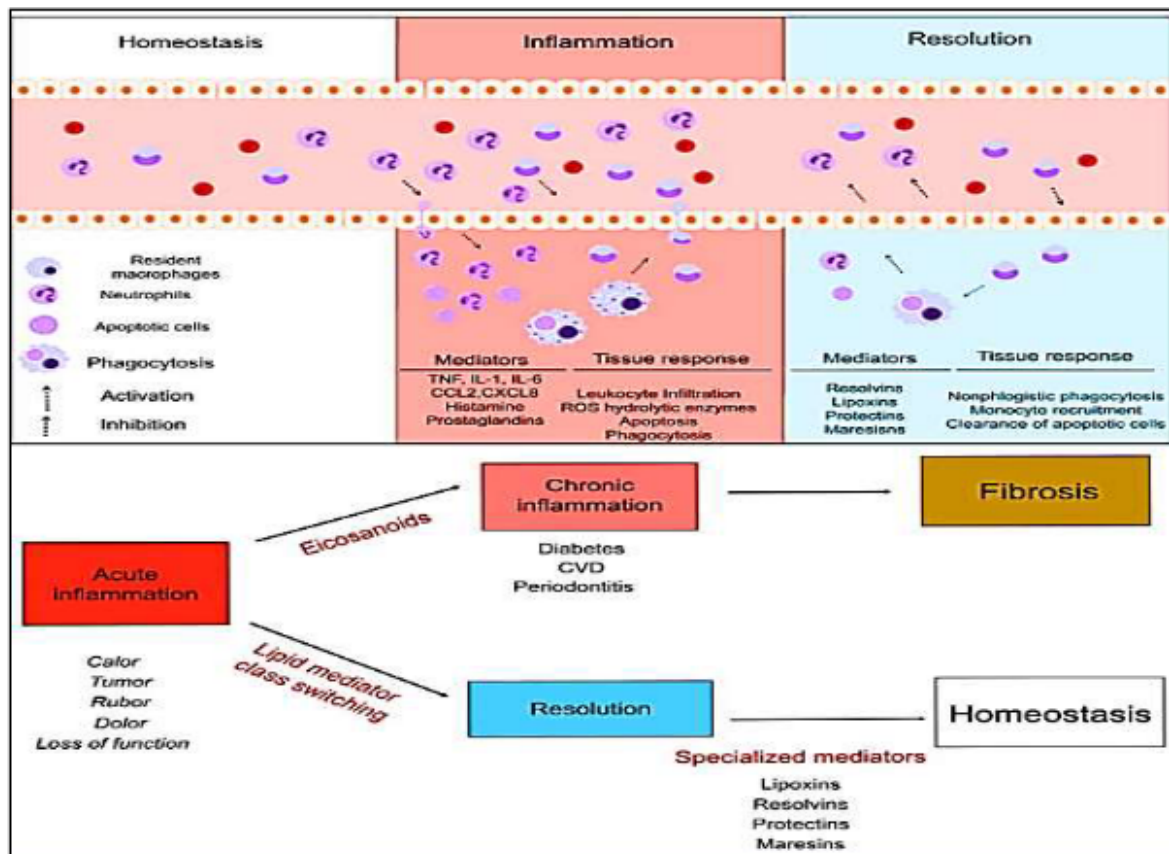 Homeostasis
Inflammation
Resolution
Resident
macrophages
Neutrophils
Apoptotic cells
Phagocytosis
Activation
Inhibition
Mediators
TNF, IL-1, IL-6
CCL2,CXCL8
Histamine
Prostaglandins
Tissue response
Leukocyte Infiltration
ROS hydrolytic enzymes
Apoptosis
Phagocytosis
Mediators
Resolvins
Lipoxins
Protectins
Maresisns
Tissue response
Nonphlogistic phagocytosis
Monocyte recruitment
Clearance of apoptotic cells
Acute
inflammation
Calor
Tumor
Rubor
Dolor
Loss of function
Eicosanoids
Chronic
inflammation
Diabetes
CVD
Periodontitis
Fibrosis
Lipid mediator
class switching
Resolution
Specialized mediators
Lipoxins
Resolvins
Protectins
Maresins
Homeostasis